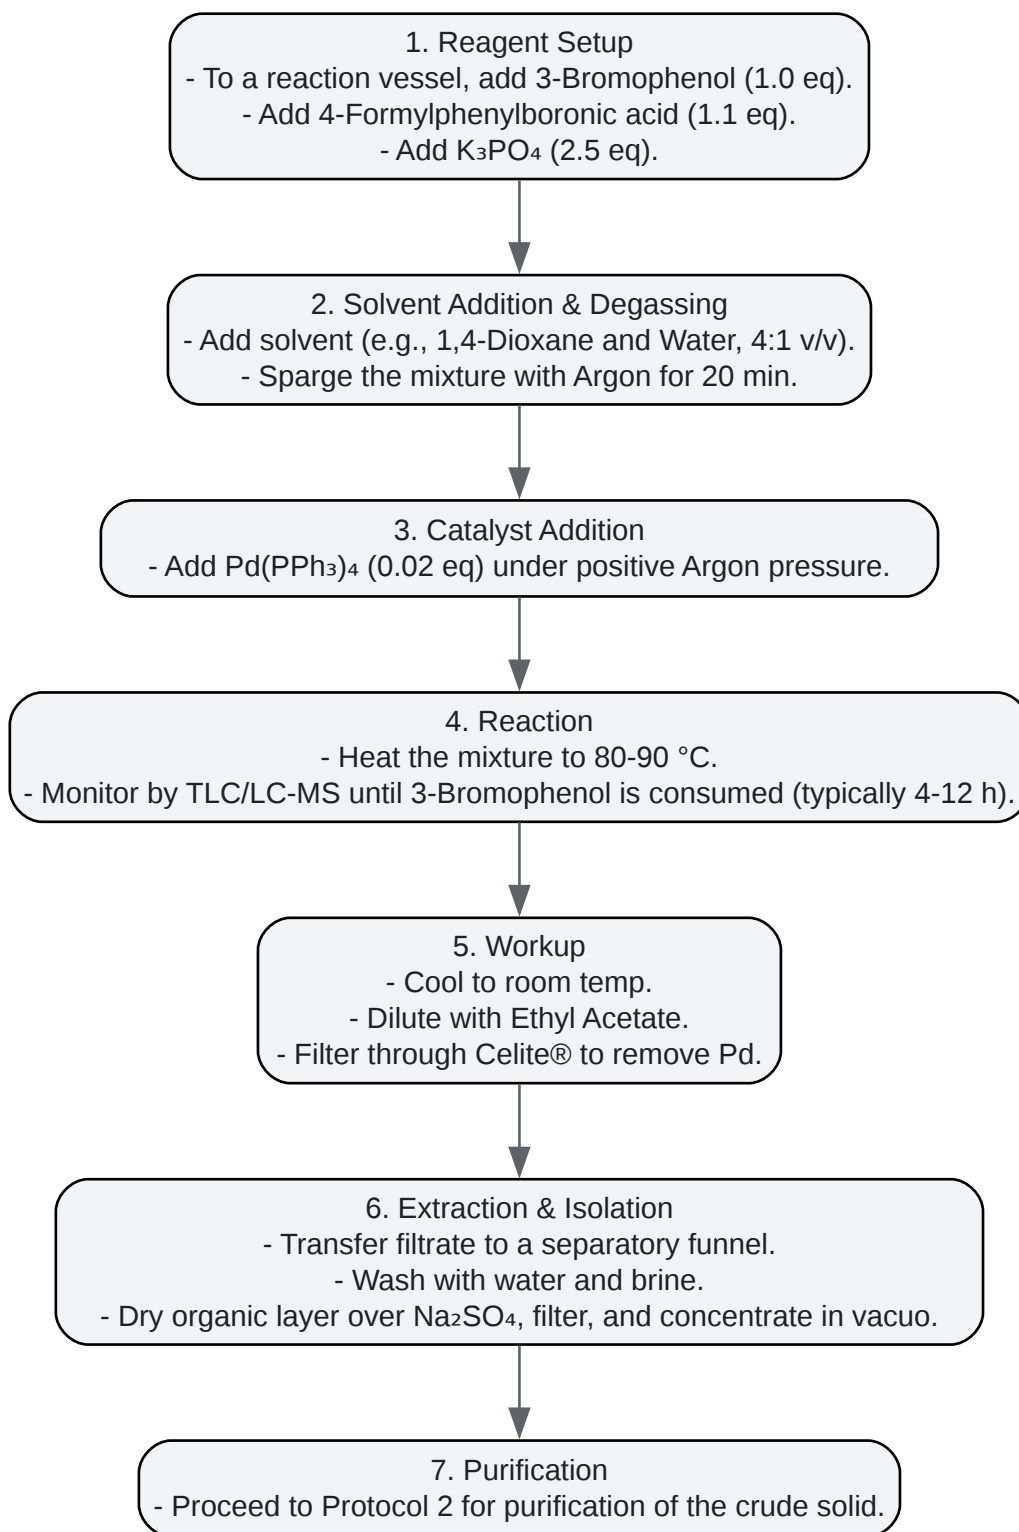 1. Reagent Setup
- To a reaction vessel, add 3-Bromophenol (1.0 eq).
- Add 4-Formylphenylboronic acid (1.1 eq).
- Add K₃PO₄ (2.5 eq).
2. Solvent Addition & Degassing
- Add solvent (e.g., 1,4-Dioxane and Water, 4:1 v/v).
- Sparge the mixture with Argon for 20 min.
3. Catalyst Addition
- Add Pd(PPh₃)₄ (0.02 eq) under positive Argon pressure.
4. Reaction
- Heat the mixture to 80-90 °C.
- Monitor by TLC/LC-MS until 3-Bromophenol is consumed (typically 4-12 h).
5. Workup
- Cool to room temp.
- Dilute with Ethyl Acetate.
- Filter through Celite® to remove Pd.
6. Extraction & Isolation
- Transfer filtrate to a separatory funnel.
- Wash with water and brine.
- Dry organic layer over Na₂SO₄, filter, and concentrate in vacuo.
7. Purification
- Proceed to Protocol 2 for purification of the crude solid.